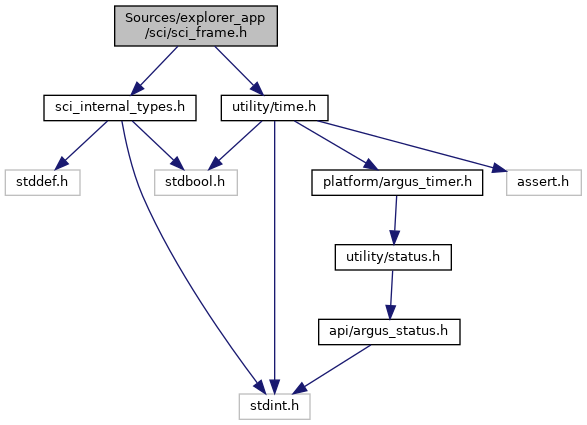 Sources/explorer_app
/sci/sci_frame.h
sci_internal_types.h
utility/time.h
stddef.h
stdbool.h
platform/argus_timer.h
assert.h
utility/status.h
api/argus_status.h
stdint.h